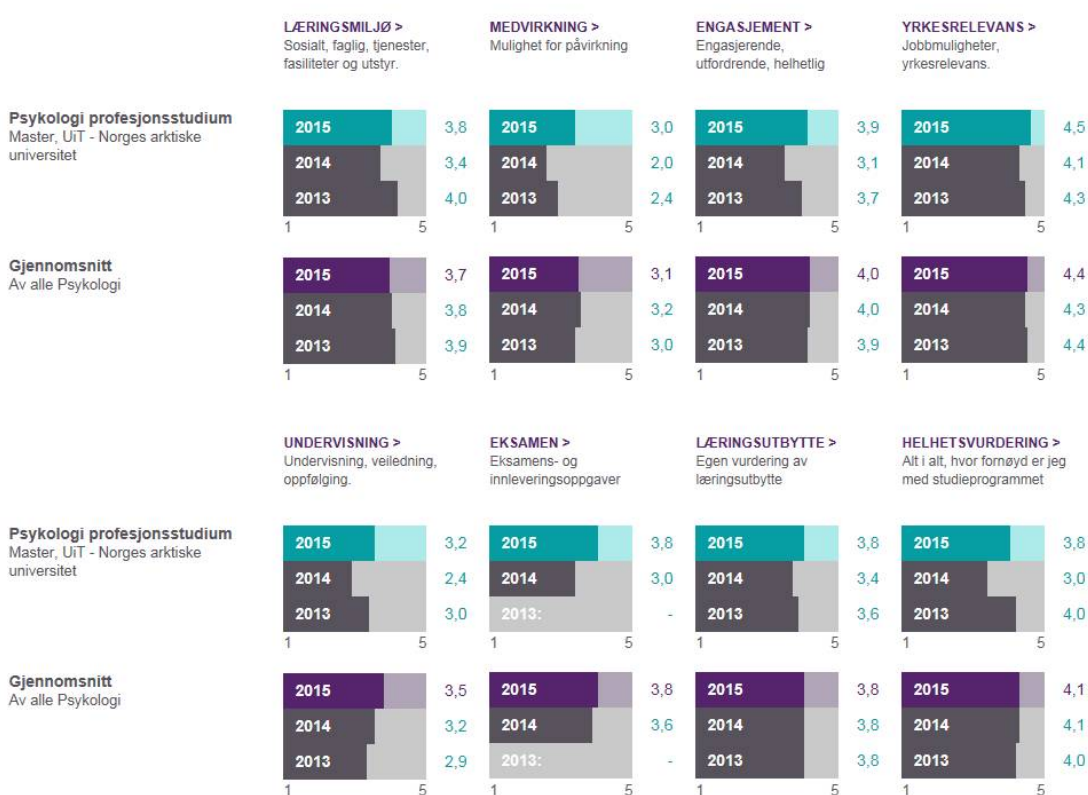 LÆRINGSMILJØ >
Sosialt, faglig, tjenester,
fasiliteter og utstyr.
MEDVIRKNING >
Mulighet for påvirkning
ENGASJEMENT >
Engasjerende,
utfordrende, helhetlig
YRKESRELEVANS >
Jobbmuligheter,
yrkesrelevans.
Psykologi profesjonsstudium
Master, UiT - Norges arktiske
universitet
2015 3,8
2014 3,4
2013 4,0
1 5
2015 3,0
2014 2,0
2013 2,4
1 5
2015 3,9
2014 3,1
2013 3,7
1 5
2015 4,5
2014 4,1
2013 4,3
1 5
Gjennomsnitt
Av alle Psykologi
2015 3,7
2014 3,8
2013 3,9
1 5
2015 3,1
2014 3,2
2013 3,0
1 5
2015 4,0
2014 4,0
2013 3,9
1 5
2015 4,4
2014 4,3
2013 4,4
1 5
UNDERVISNING >
Undervisning, veiledning,
oppfølging.
EKSAMEN >
Eksamens- og
innleveringsoppgaver
LÆRINGSUTBYTTE >
Egen vurdering av
læringsutbytte
HELHETSVURDERING >
Alt i alt, hvor fornøyd er jeg
med studieprogrammet
Psykologi profesjonsstudium
Master, UiT - Norges arktiske
universitet
2015 3,2
2014 2,4
2013 3,0
1 5
2015 3,8
2014 3,0
2013: -
1 5
2015 3,8
2014 3,4
2013 3,6
1 5
2015 3,8
2014 3,0
2013 4,0
1 5
Gjennomsnitt
Av alle Psykologi
2015 3,5
2014 3,2
2013 2,9
1 5
2015 3,8
2014 3,6
2013: -
1 5
2015 3,8
2014 3,8
2013 3,8
1 5
2015 4,1
2014 4,1
2013 4,0
1 5